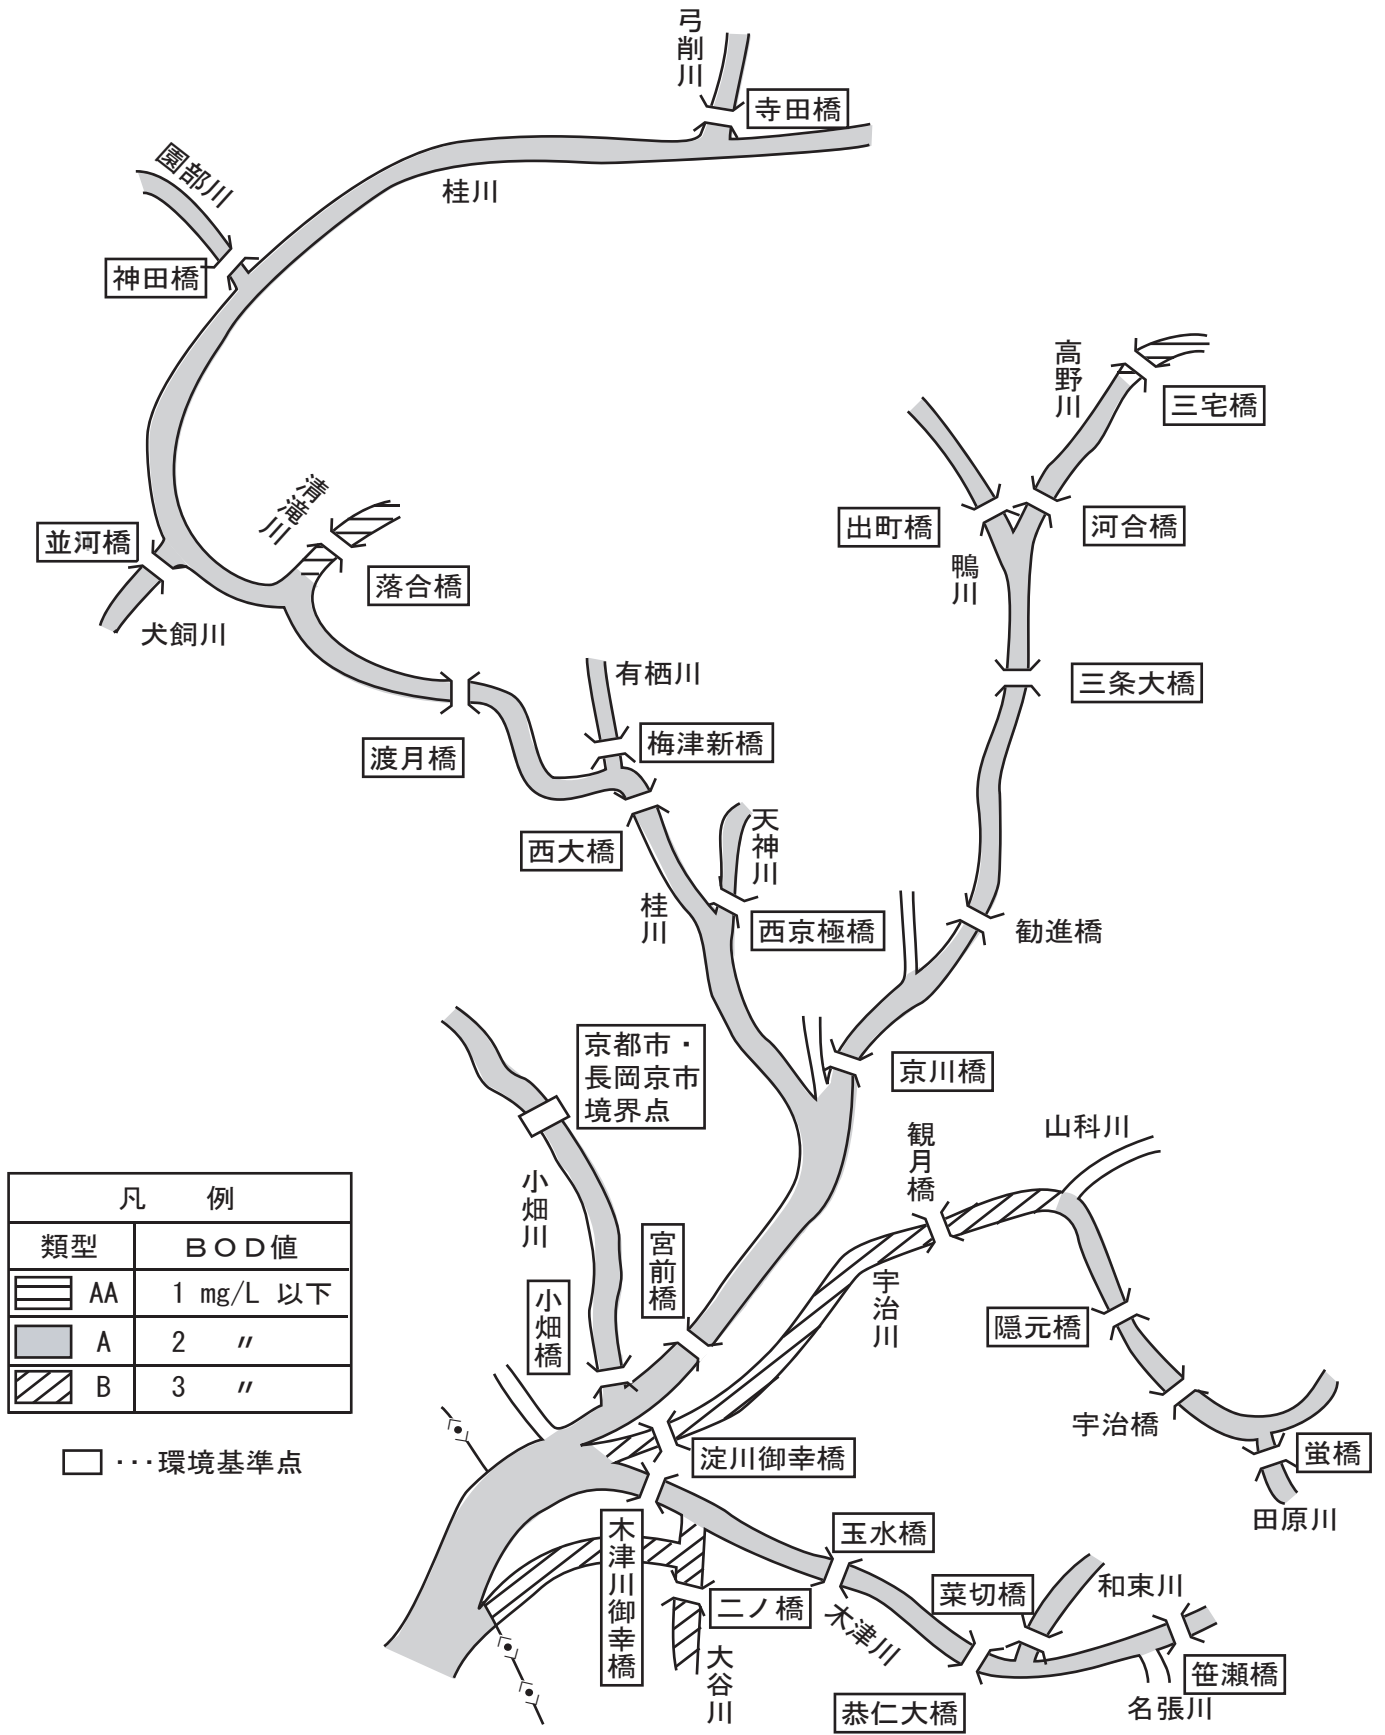 弓削川
寺田橋
園部川
桂川
神田橋
高野川
三宅橋
清滝川
出町橋
河合橋
並河橋
落合橋
鴨川
犬飼川
有栖川
三条大橋
梅津新橋
渡月橋
天神川
西大橋
桂川
西京極橋
勧進橋
京都市・
長岡京市
境界点
京川橋
観月橋
山科川
小畑川
宮前橋
宇治川
小畑橋
隠元橋
凡 例
類型 BOD値
AA 1 mg/L 以下
A 2 〃
B 3 〃
□ ･･･環境基準点
宇治橋
淀川御幸橋
蛍橋
田原川
木津川御幸橋
玉水橋
菜切橋
和束川
二ノ橋
木津川
大谷川
笹瀬橋
恭仁大橋
名張川